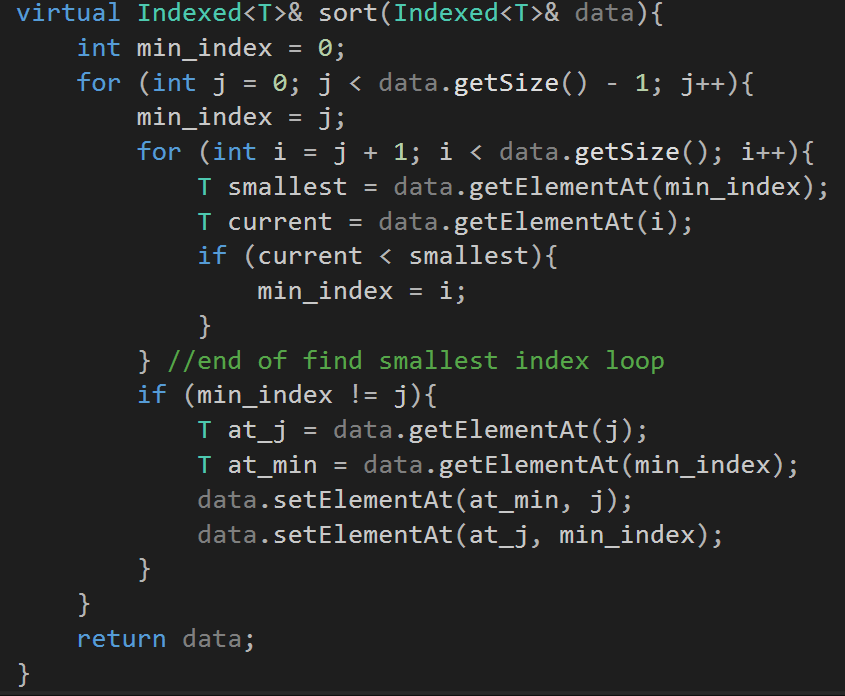 virtual Indexed<T>& sort(Indexed<T>& data){
    int min_index = 0;
    for (int j = 0; j < data.getSize() - 1; j++){
        min_index = j;
        for (int i = j + 1; i < data.getSize(); i++){
            T smallest = data.getElementAt(min_index);
            T current = data.getElementAt(i);
            if (current < smallest){
                min_index = i;
            }
        } //end of find smallest index loop
        if (min_index != j){
            T at_j = data.getElementAt(j);
            T at_min = data.getElementAt(min_index);
            data.setElementAt(at_min, j);
            data.setElementAt(at_j, min_index);
        }
    }
    return data;
}